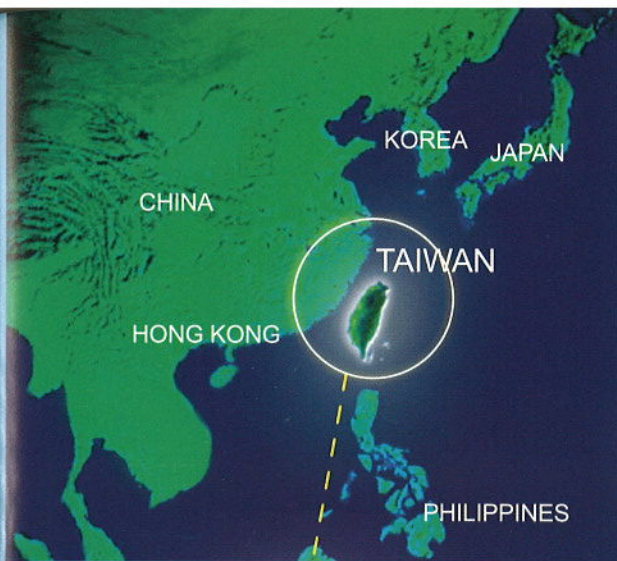 KOREA
JAPAN
CHINA
TAIWAN
HONG KONG
PHILIPPINES